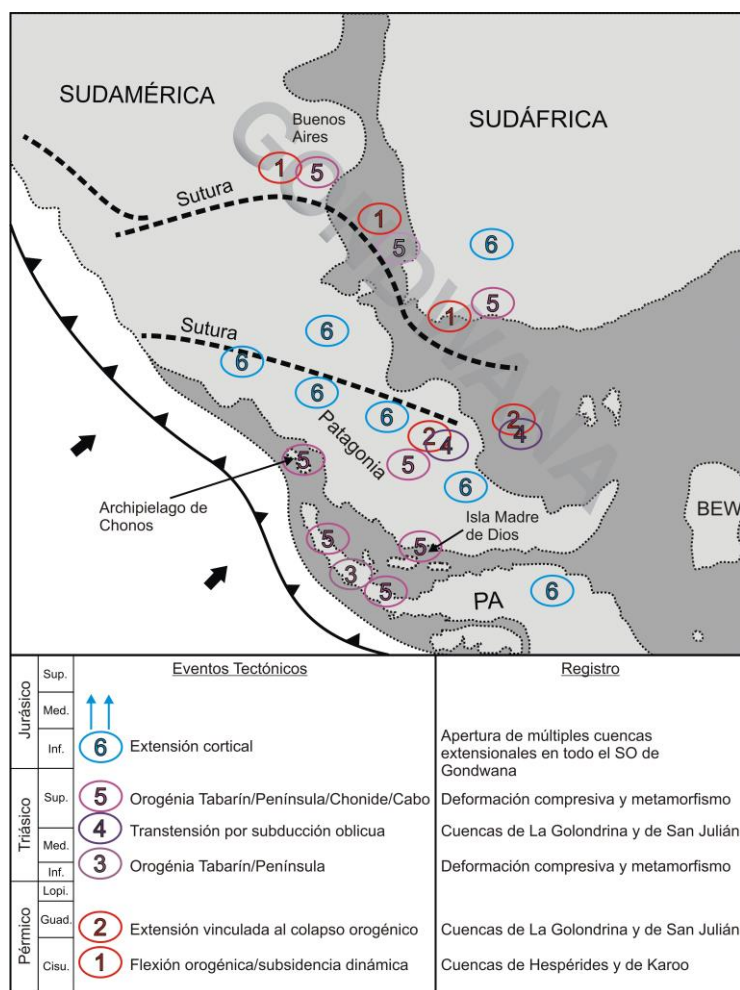 SUDAMÉRICA
SUDÁFRICA
Buenos
Aires
GONDWANA
1
5
Sutura
1
5
6
5
1
Sutura
6
6
6
6
2
4
2
4
Patagonia
5
5
6
Archipielago de
Chonos
Isla Madre
de Dios
BEW
5
5
3
5
PA
6
Eventos Tectónicos
Registro
Jurásico
Sup.
Med.
Inf.
6 Extensión cortical
Apertura de múltiples cuencas
extensionales en todo el SO de
Gondwana
Triásico
Sup.
5 Orogénia Tabarín/Península/Chonide/Cabo
Deformación compresiva y metamorfismo
4 Transtensión por subducción oblicua
Cuencas de La Golondrina y de San Julián
Med.
Inf.
3 Orogénia Tabarín/Península
Deformación compresiva y metamorfismo
Pérmico
Lopi.
Guad.
2 Extensión vinculada al colapso orogénico
Cuencas de La Golondrina y de San Julián
Cisu.
1 Flexión orogénica/subsidencia dinámica
Cuencas de Hespérides y de Karoo